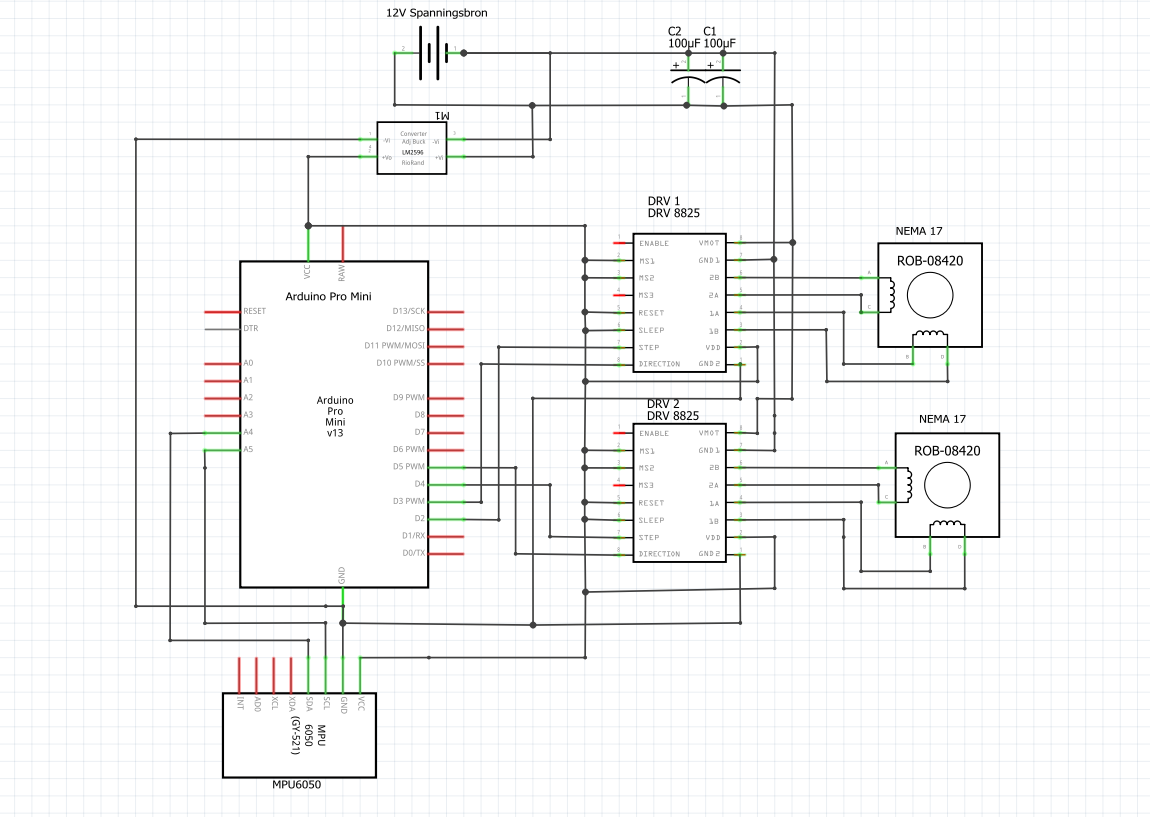 12V Spanningsbron
2
1
C2
100µF
C1
100µF
+
+
M1
Converter
Adj Buck
LM2596
RioRand
-Vi
+Vo
-Vi
+Vi
VCC
RAW
Arduino Pro Mini
RESET
DTR
A0
A1
A2
A3
A4
A5
D13/SCK
D12/MISO
D11 PWM/MOSI
D10 PWM/SS
D9 PWM
D8
D7
D6 PWM
D5 PWM
D4
D3 PWM
D2
D1/RX
D0/TX
Arduino
Pro
Mini
v13
GND
DRV 1
DRV 8825
ENABLE
MS1
MS2
MS3
RESET
SLEEP
STEP
DIRECTION
VMOT
GND1
2B
2A
1A
1B
VDD
GND2
NEMA 17
ROB-08420
A
C
B
D
DRV 2
DRV 8825
ENABLE
MS1
MS2
MS3
RESET
SLEEP
STEP
DIRECTION
VMOT
GND1
2B
2A
1A
1B
VDD
GND2
NEMA 17
ROB-08420
A
C
B
D
INT
AD0
XCL
XDA
SDA
SCL
GND
VCC
MPU
6050
(GY-521)
MPU6050